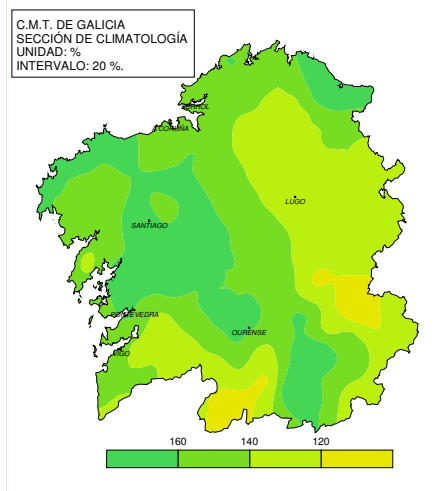 C.M.T. DE GALICIA
SECCIÓN DE CLIMATOLOGÍA
UNIDAD: %
INTERVALO: 20 %.
FERROL
CORUÑA
LUGO
SANTIAGO
PONTEVEDRA
OURENSE
VIGO
160 140 120